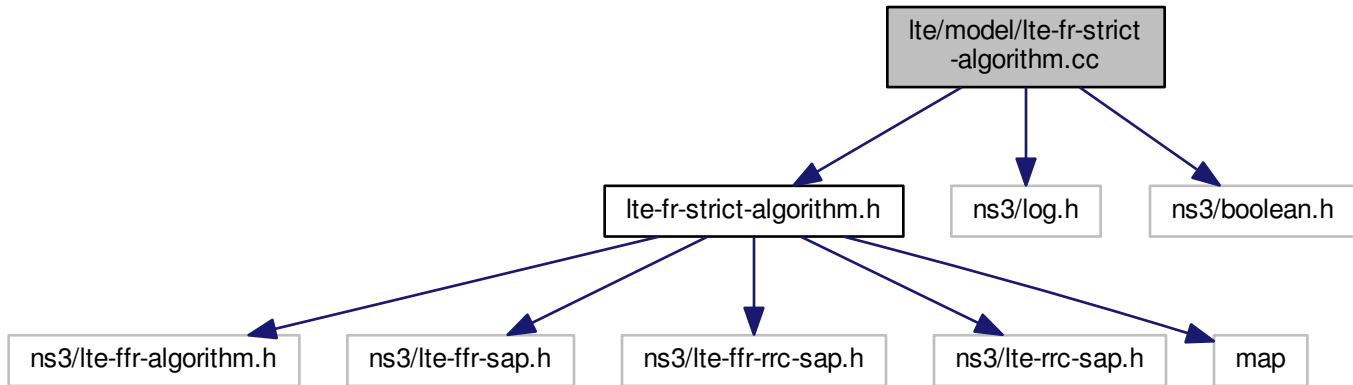 lte/model/lte-fr-strict
-algorithm.cc
lte-fr-strict-algorithm.h
ns3/log.h
ns3/boolean.h
ns3/lte-ffr-algorithm.h
ns3/lte-ffr-sap.h
ns3/lte-ffr-rrc-sap.h
ns3/lte-rrc-sap.h
map